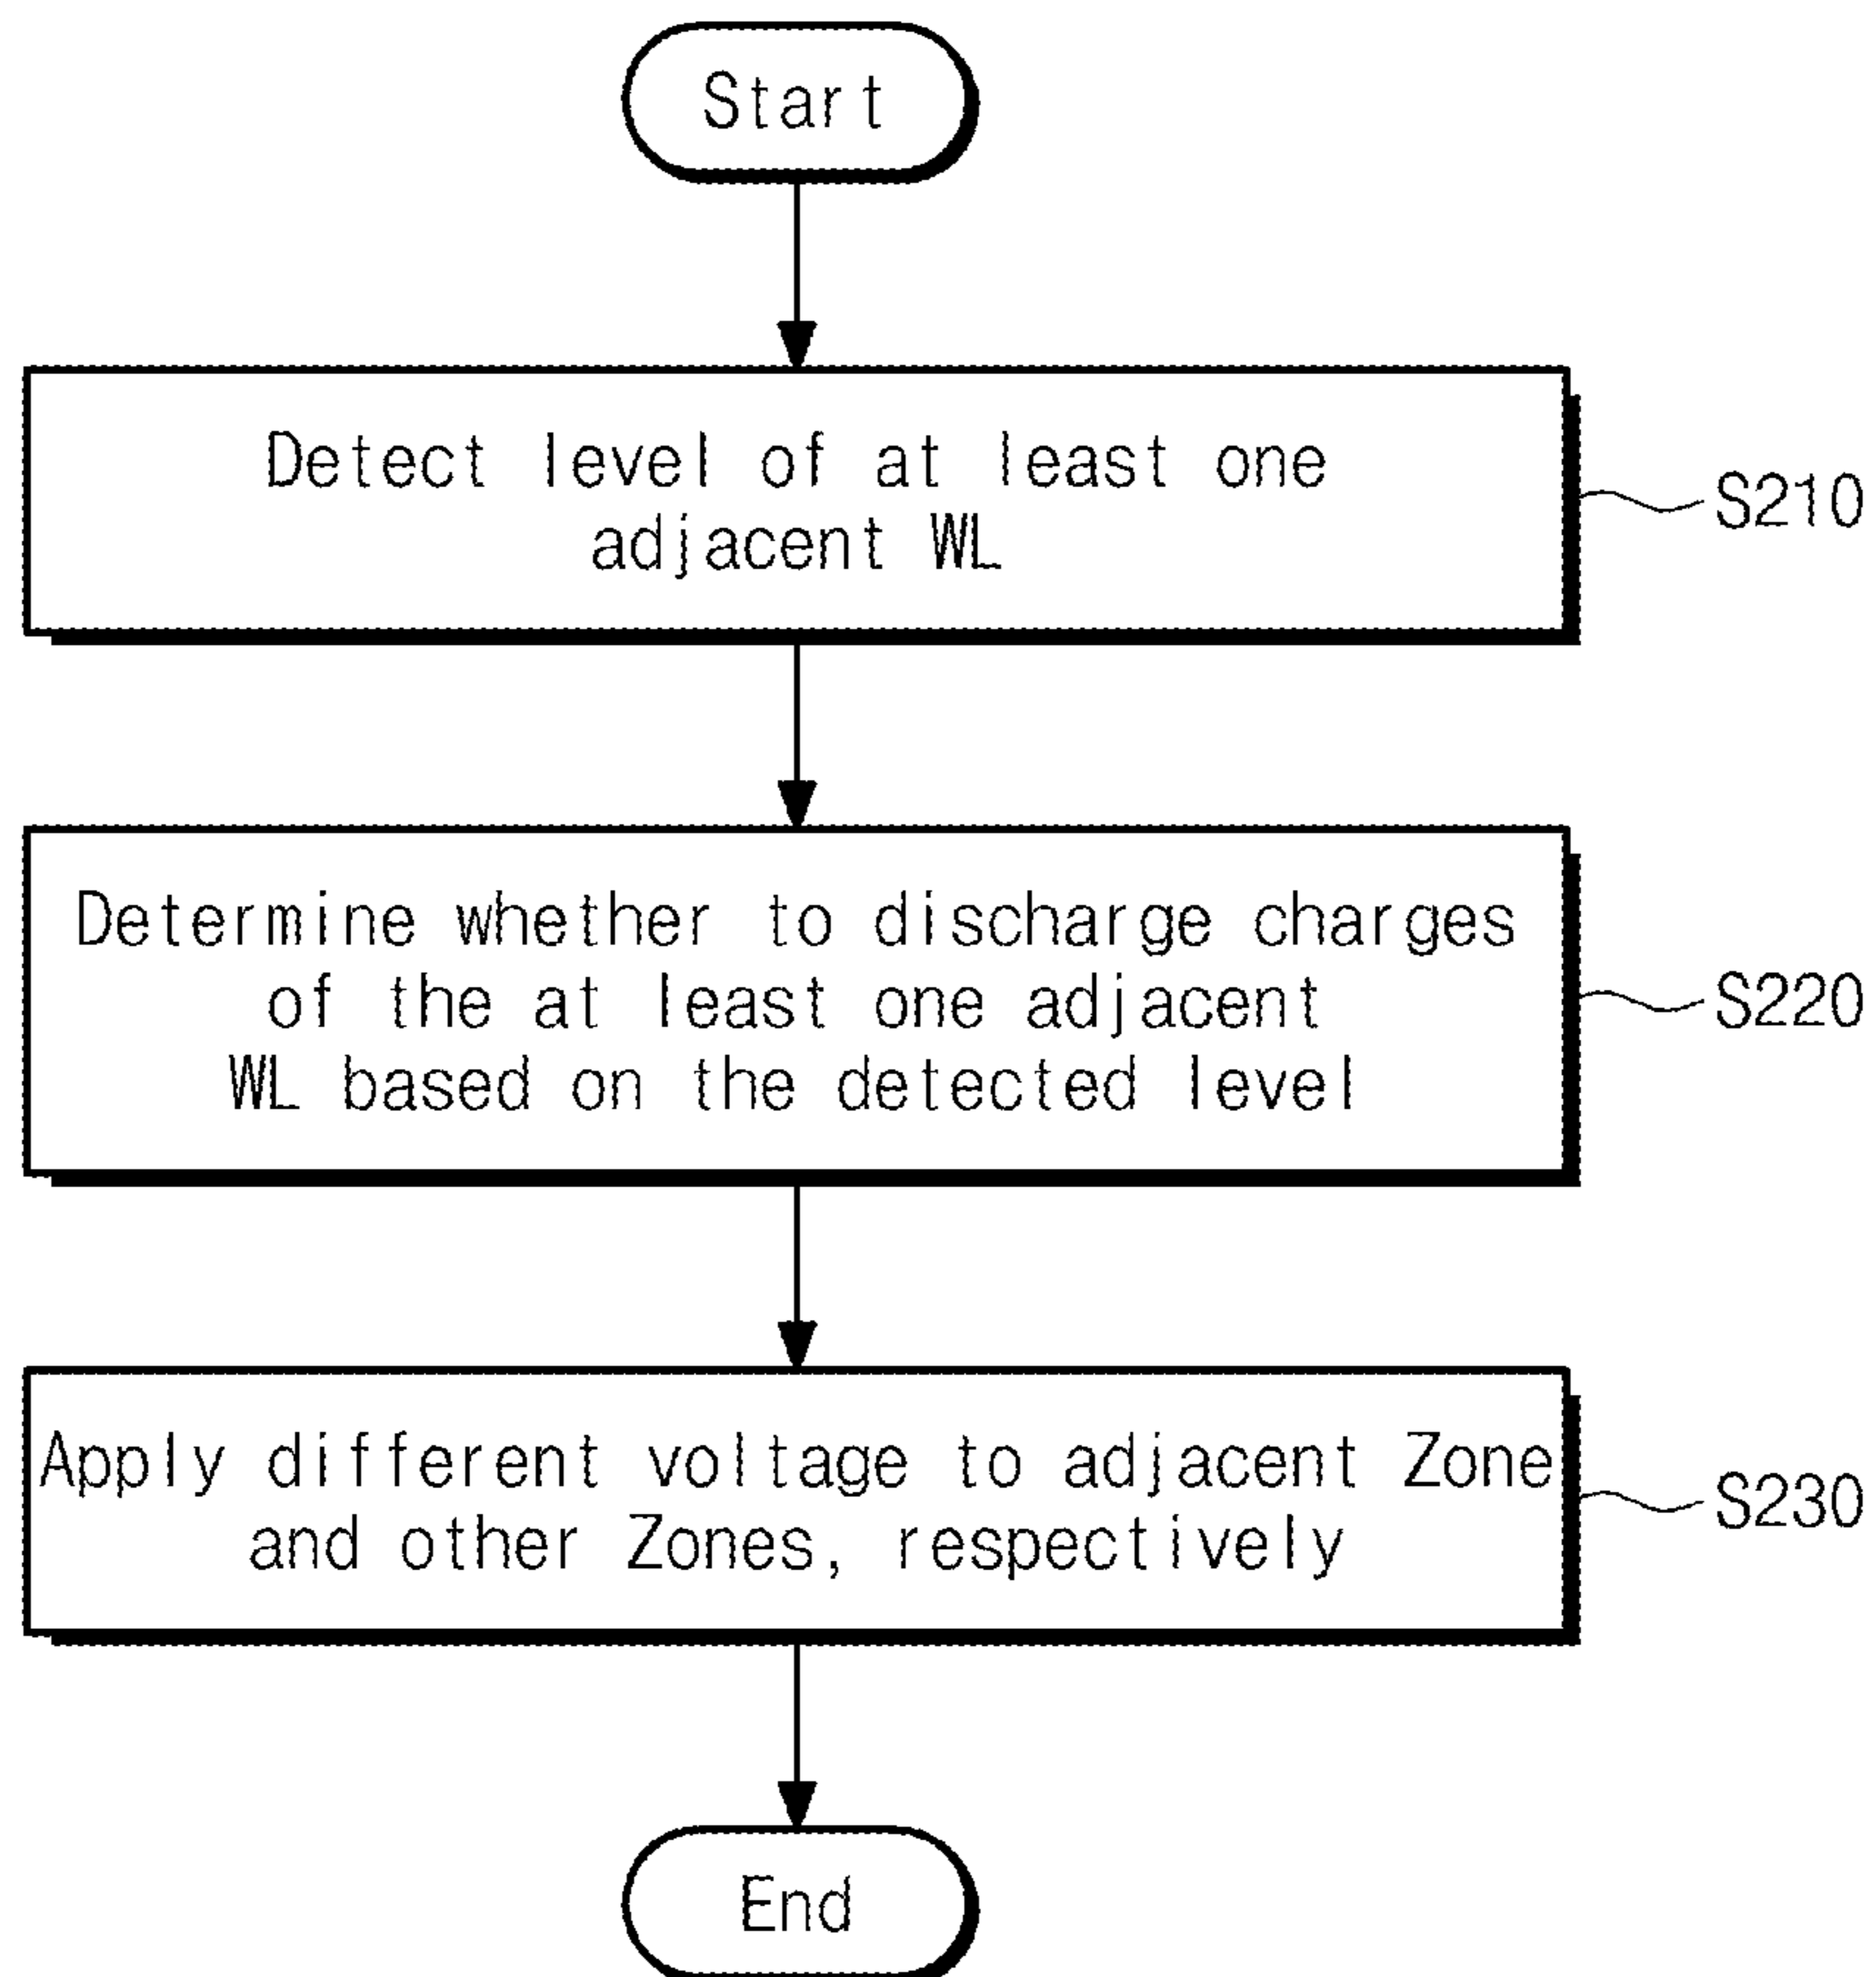 Start
Detect level of at least one
adjacent WL
S210
Determine whether to discharge charges
of the at least one adjacent
WL based on the detected level
S220
Apply different voltage to adjacent Zone
and other Zones, respectively
S230
End